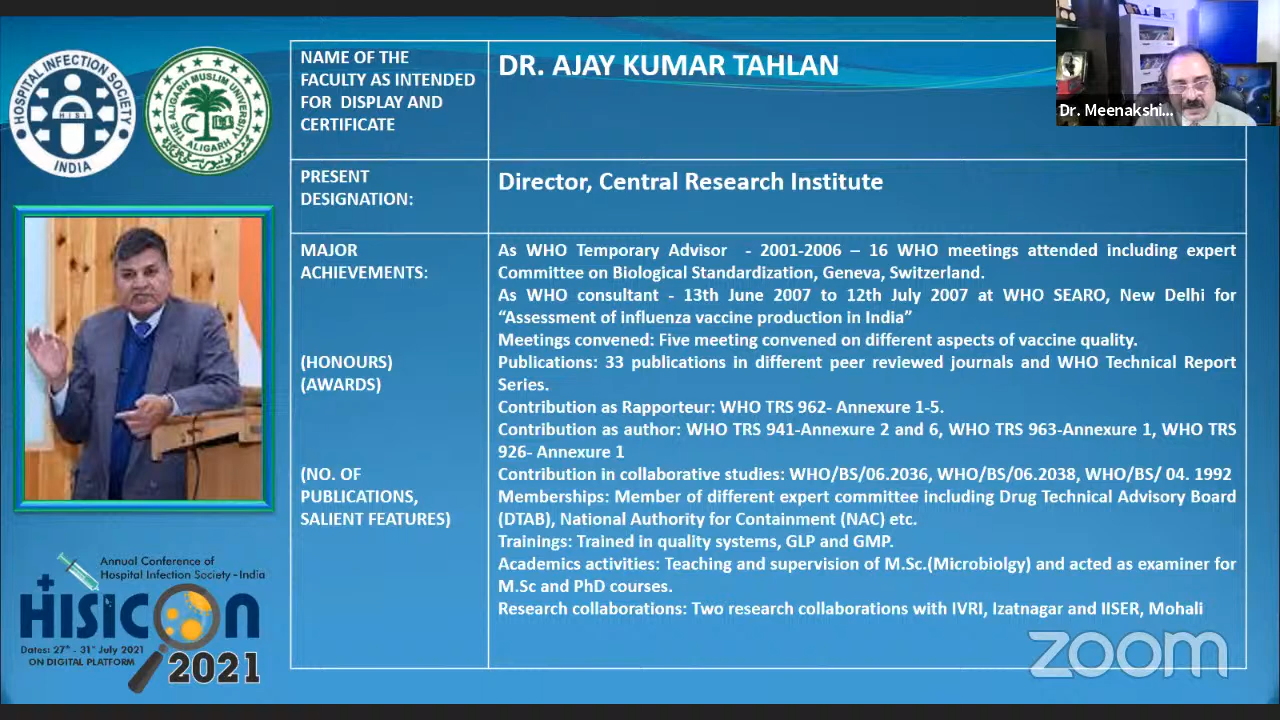 HOSPITAL INFECTION SOCIETY
HISI
INDIA
THE ALIGARH MUSLIM UNIVERSITY
ALIGARH
NAME OF THE
FACULTY AS INTENDED
FOR DISPLAY AND
CERTIFICATE
DR. AJAY KUMAR TAHLAN
Dr. Meenakshi...
PRESENT
DESIGNATION:
Director, Central Research Institute
MAJOR
ACHIEVEMENTS:
(HONOURS)
(AWARDS)
(NO. OF
PUBLICATIONS,
SALIENT FEATURES)
As WHO Temporary Advisor - 2001-2006 – 16 WHO meetings attended including expert
Committee on Biological Standardization, Geneva, Switzerland.
As WHO consultant - 13th June 2007 to 12th July 2007 at WHO SEARO, New Delhi for
“Assessment of influenza vaccine production in India”
Meetings convened: Five meeting convened on different aspects of vaccine quality.
Publications: 33 publications in different peer reviewed journals and WHO Technical Report
Series.
Contribution as Rapporteur: WHO TRS 962- Annexure 1-5.
Contribution as author: WHO TRS 941-Annexure 2 and 6, WHO TRS 963-Annexure 1, WHO TRS
926- Annexure 1
Contribution in collaborative studies: WHO/BS/06.2036, WHO/BS/06.2038, WHO/BS/ 04. 1992
Memberships: Member of different expert committee including Drug Technical Advisory Board
(DTAB), National Authority for Containment (NAC) etc.
Trainings: Trained in quality systems, GLP and GMP.
Academics activities: Teaching and supervision of M.Sc.(Microbiolgy) and acted as examiner for
M.Sc and PhD courses.
Research collaborations: Two research collaborations with IVRI, Izatnagar and IISER, Mohali
Annual Conference of
Hospital Infection Society - India
HISICON
Dates: 27th - 31st July 2021
ON DIGITAL PLATFORM
2021
zoom